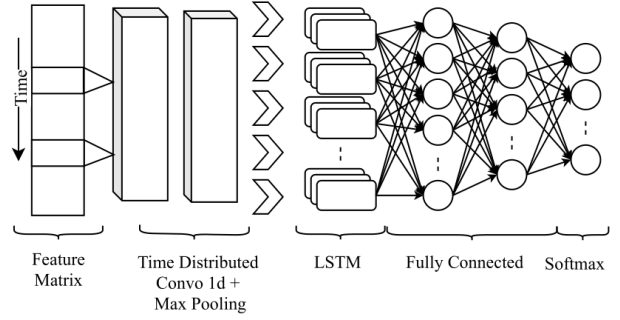 Time
Feature
Matrix
Time Distributed
Convo 1d +
Max Pooling
LSTM
Fully Connected
Softmax